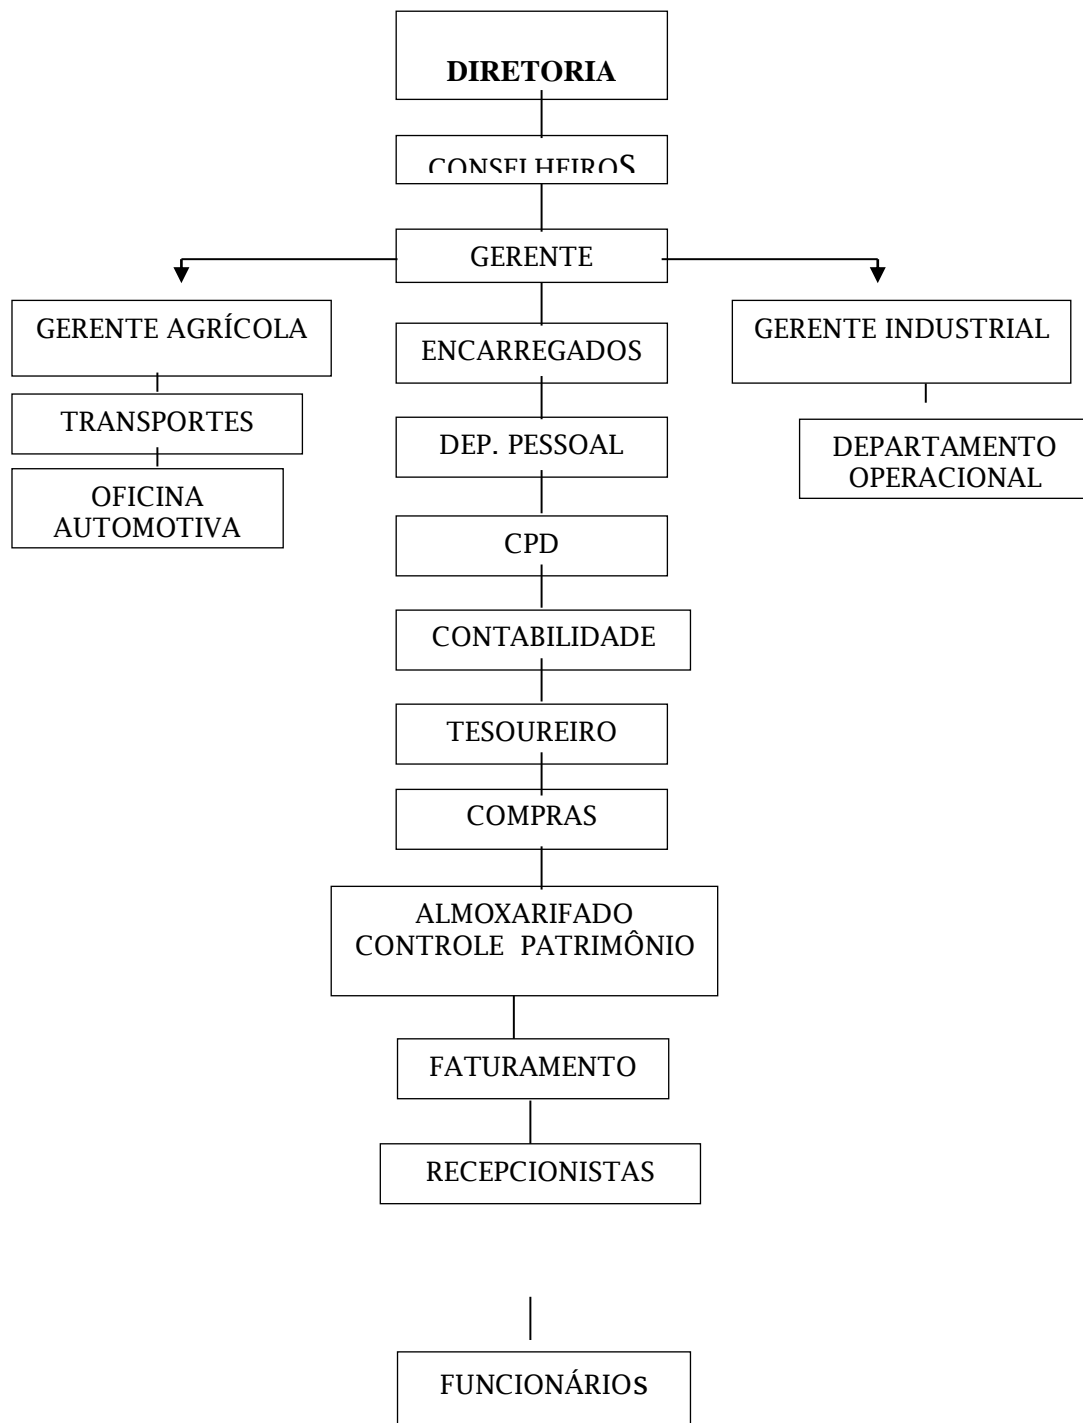 DIRETORIA
CONSELHEIROS
GERENTE
GERENTE AGRÍCOLA
ENCARREGADOS
GERENTE INDUSTRIAL
TRANSPORTES
DEP. PESSOAL
DEPARTAMENTO
OPERACIONAL
OFICINA
AUTOMOTIVA
CPD
CONTABILIDADE
TESOUREIRO
COMPRAS
ALMOXARIFADO
CONTROLE PATRIMÔNIO
FATURAMENTO
RECEPCIONISTAS
FUNCIONÁRIOS